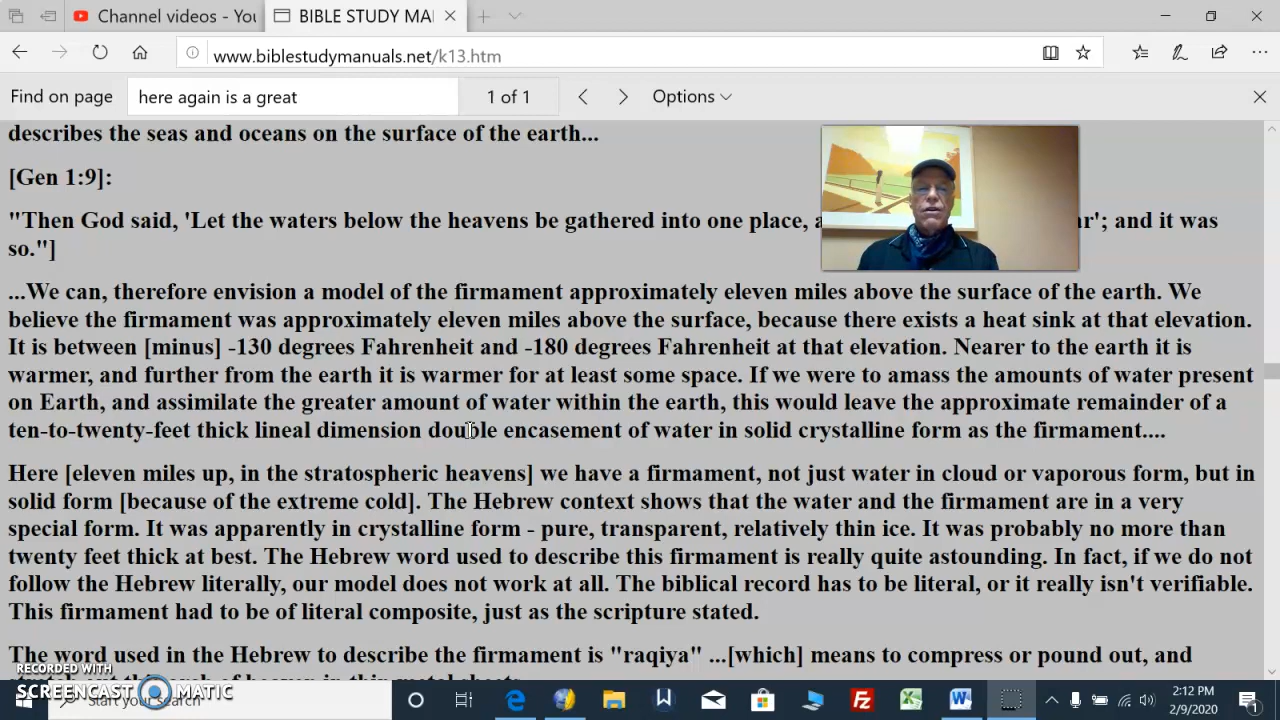 Channel videos - You
BIBLE STUDY MA
www.biblestudymanuals.net/k13.htm
Find on page
here again is a great
1 of 1
Options
describes the seas and oceans on the surface of the earth...
[Gen 1:9]:
"Then God said, 'Let the waters below the heavens be gathered into one place, a r'; and it was
so."]
...We can, therefore envision a model of the firmament approximately eleven miles above the surface of the earth. We
believe the firmament was approximately eleven miles above the surface, because there exists a heat sink at that elevation.
It is between [minus] -130 degrees Fahrenheit and -180 degrees Fahrenheit at that elevation. Nearer to the earth it is
warmer, and further from the earth it is warmer for at least some space. If we were to amass the amounts of water present
on Earth, and assimilate the greater amount of water within the earth, this would leave the approximate remainder of a
ten-to-twenty-feet thick lineal dimension double encasement of water in solid crystalline form as the firmament....
Here [eleven miles up, in the stratospheric heavens] we have a firmament, not just water in cloud or vaporous form, but in
solid form [because of the extreme cold]. The Hebrew context shows that the water and the firmament are in a very
special form. It was apparently in crystalline form - pure, transparent, relatively thin ice. It was probably no more than
twenty feet thick at best. The Hebrew word used to describe this firmament is really quite astounding. In fact, if we do not
follow the Hebrew literally, our model does not work at all. The biblical record has to be literal, or it really isn't verifiable.
This firmament had to be of literal composite, just as the scripture stated.
The word used in the Hebrew to describe the firmament is "raqiya" ...[which] means to compress or pound out, and
RECORDED WITH
SCREENCAST MATIC
Start your search
2:12 PM
2/9/2020